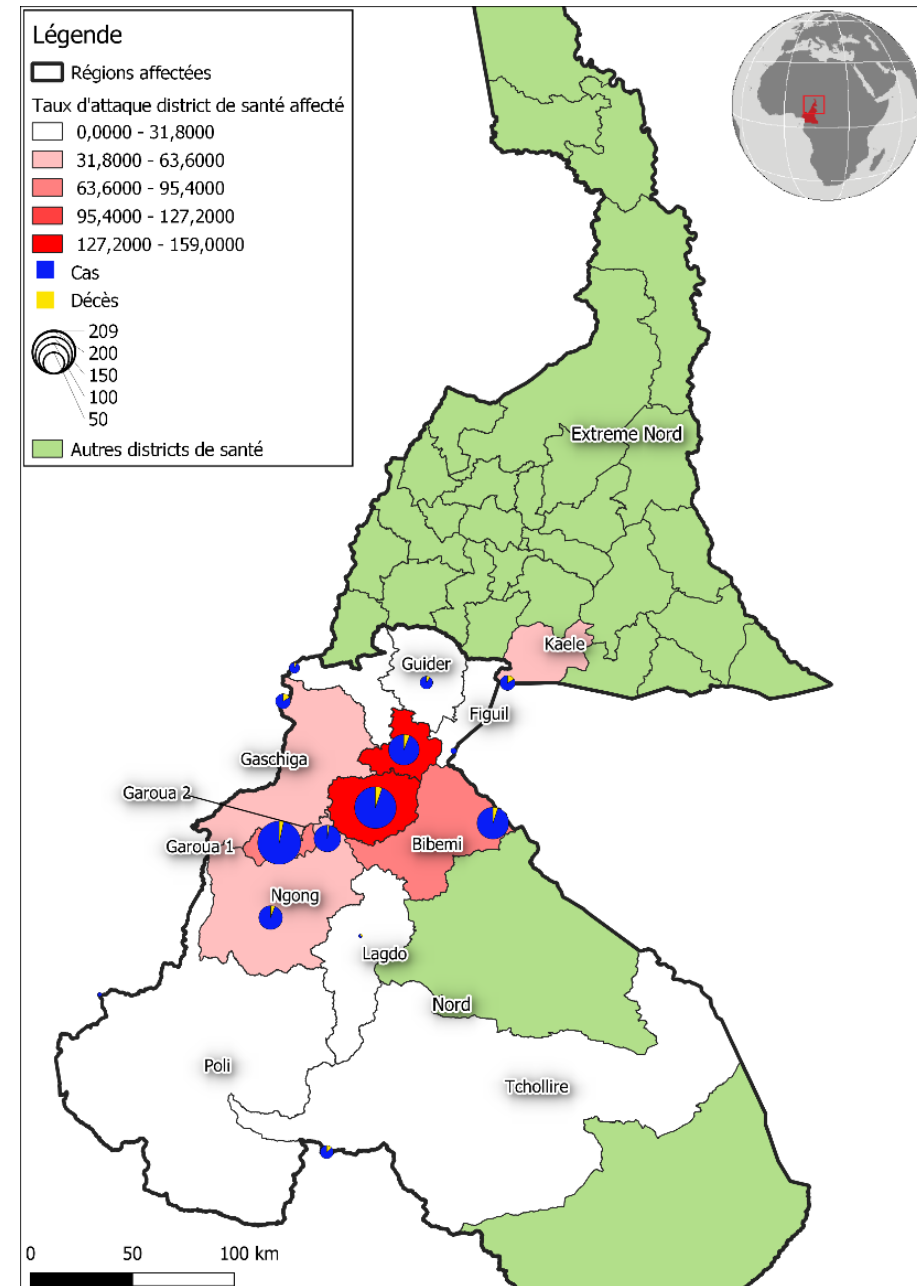 Légende
Régions affectées
Taux d'attaque district de santé affecté
0,0000 - 31,8000
31,8000 - 63,6000
63,6000 - 95,4000
95,4000 - 127,2000
127,2000 - 159,0000
Cas
Décès
209
200
150
100
50
Autres districts de santé
Extreme Nord
Kaele
Guider
Figuil
Gaschiga
Garoua 2
Garoua 1
Bibemi
Ngong
Lagdo
Nord
Poli
Tchollire
0 50 100 km